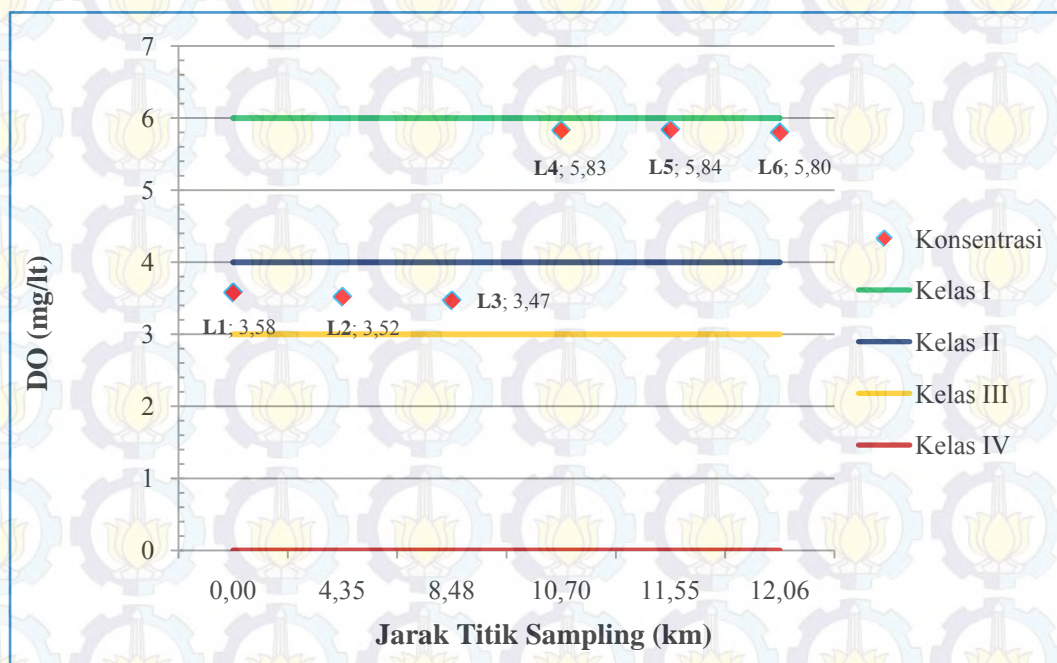 7
6
5
4
3
2
1
0
DO (mg/lt)
L4; 5,83
L5; 5,84
L6; 5,80
L1; 3,58
L2; 3,52
L3; 3,47
Konsentrasi
Kelas I
Kelas II
Kelas III
Kelas IV
0,00 4,35 8,48 10,70 11,55 12,06
Jarak Titik Sampling (km)